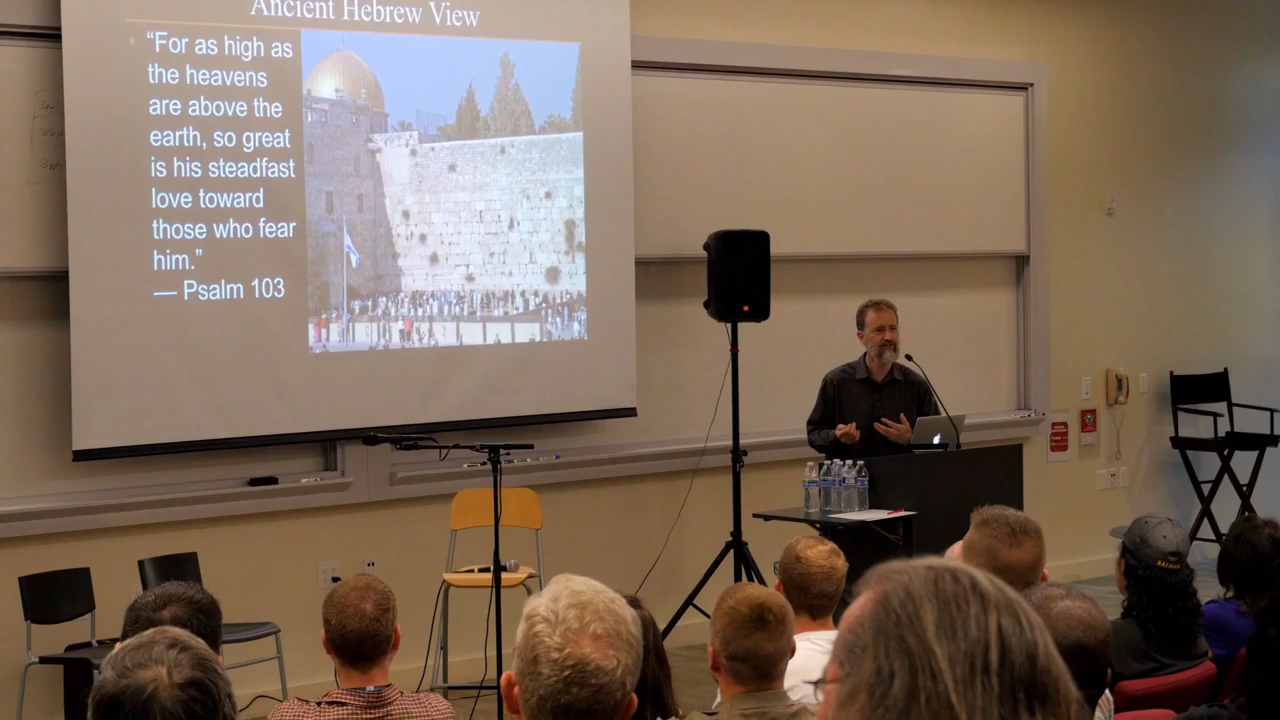 Ancient Hebrew View
“For as high as
the heavens
are above the
earth, so great
is his steadfast
love toward
those who fear
him.”
— Psalm 103